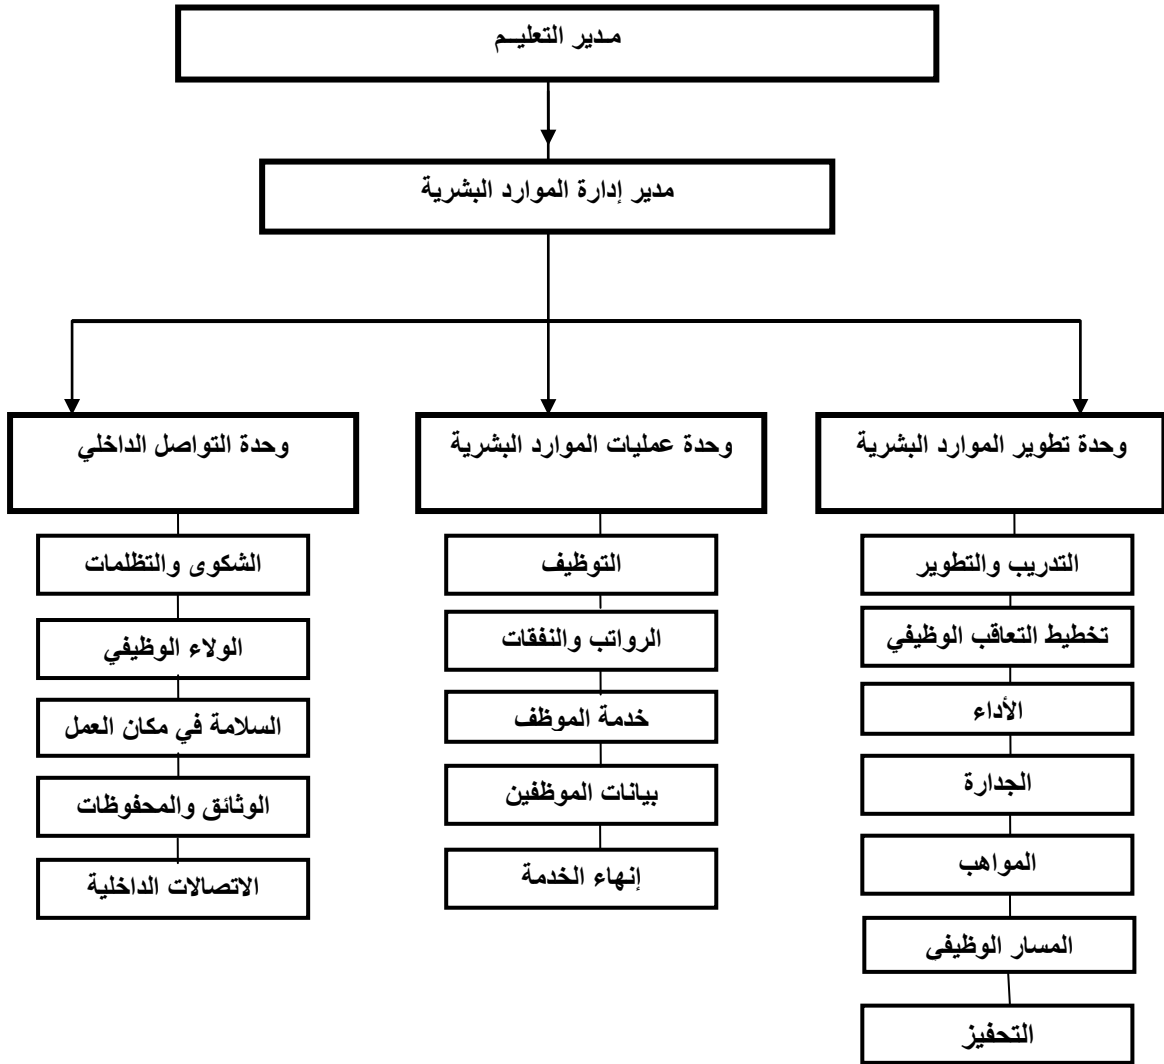 مـدير التعليــم
مدير إدارة الموارد البشرية
وحدة تطوير الموارد البشرية
وحدة عمليات الموارد البشرية
وحدة التواصل الداخلي
التدريب والتطوير
تخطيط التعاقب الوظيفي
الأداء
الجدارة
المواهب
المسار الوظيفي
التحفيز
التوظيف
الرواتب والنفقات
خدمة الموظف
بيانات الموظفين
إنهاء الخدمة
الشكوى والتظلمات
الولاء الوظيفي
السلامة في مكان العمل
الوثائق والمحفوظات
الاتصالات الداخلية